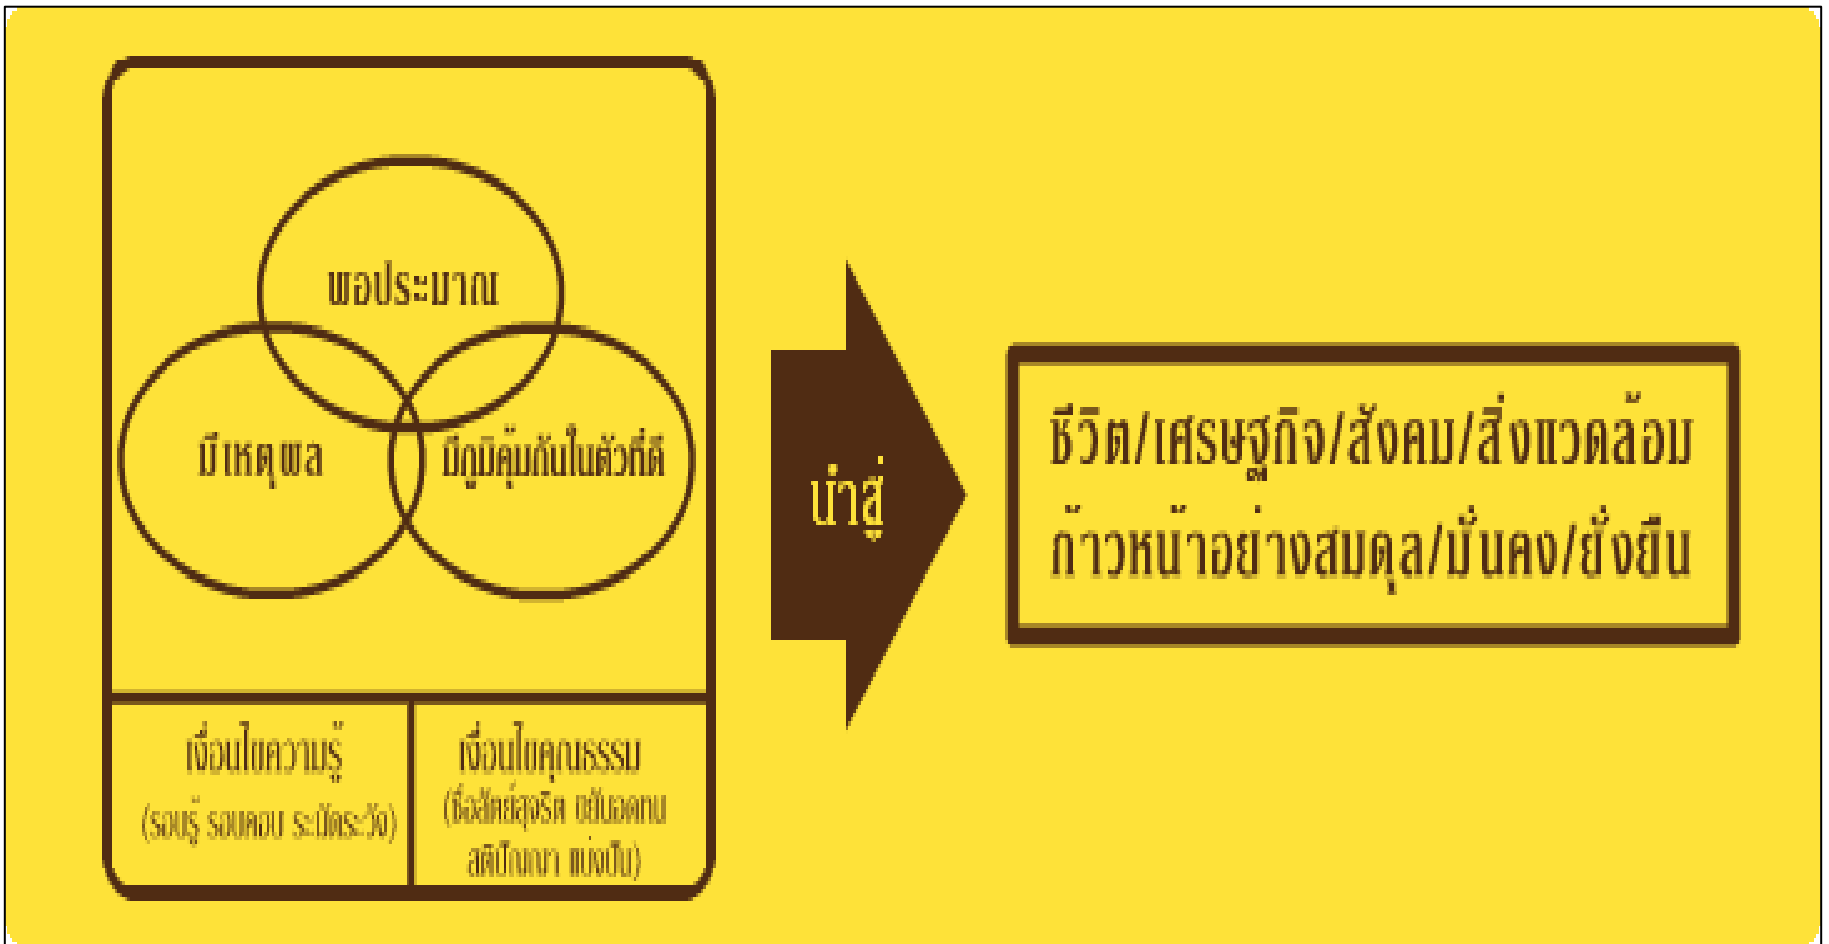 พอประมาณ
มีเหตุผล
มีภูมิคุ้มกันในตัวที่ดี
เงื่อนไขความรู้
(รอบรู้ รอบคอบ ระมัดระวัง)
เงื่อนไขคุณธรรม
(ซื่อสัตย์สุจริต ขยันอดทน
สติปัญญา แบ่งปัน)
นำสู่
ชีวิต/เศรษฐกิจ/สังคม/สิ่งแวดล้อม
ก้าวหน้าอย่างสมดุล/มั่นคง/ยั่งยืน